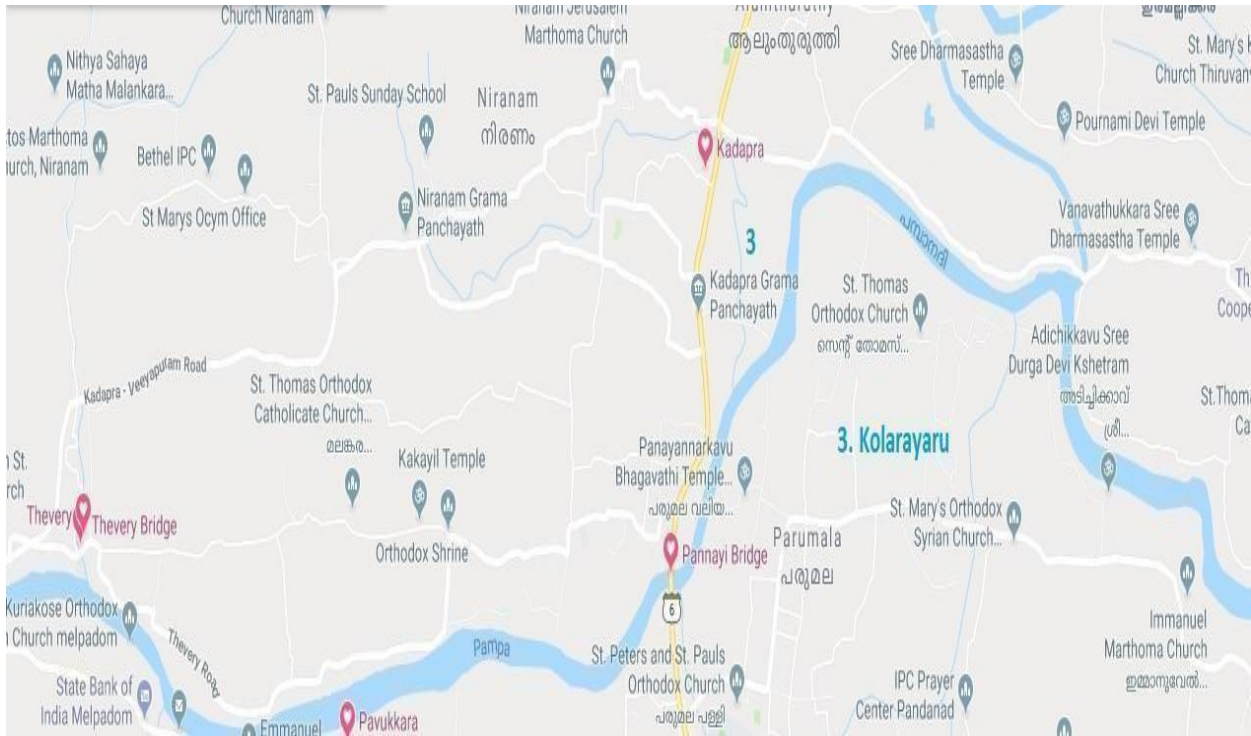 Church Niranam
Niranam Jerusalem
Marthoma Church
ആലുംതുരുത്തി
Sree Dharmasastha
Temple
St. Mary's
Church
Nithya Sahaya
Matha Malankara...
St. Pauls Sunday School
Niranam
നിരണം
Pournami Devi Temple
Marthoma
Niranam
Bethel IPC
Kadapra
St Marys Ocym Office
Niranam Grama
Panchayath
Vanavathukkara Sree
Dharmasastha Temple
പമ്പാനദി
3
Kadapra Grama
Panchayath
St. Thomas
Orthodox Church
സെന്റ് തോമസ്...
Adichikkavu Sree
Durga Devi Kshetram
അടിച്ചിക്കാവ്
ശ്രീ...
Kadapra - Veeyapuram Road
St. Thomas Orthodox
Catholicate Church...
മലങ്കര...
3. Kolarayaru
Kakayil Temple
Panayannarkavu
Bhagavathi Temple...
പരുമല വലിയ...
Thevery
Thevery Bridge
Orthodox Shrine
St. Mary's Orthodox
Syrian Church...
Pannayi Bridge
Parumala
പരുമല
6
Kuriakose Orthodox
Church melpadom
Thevery Road
Pampa
Immanuel
Marthoma Church
ഇമ്മാനുവേൽ...
St. Peters and St. Pauls
Orthodox Church
പരുമല പള്ളി
State Bank of
India Melpadom
IPC Prayer
Center Pandanad
Emmanuel
Pavukkara